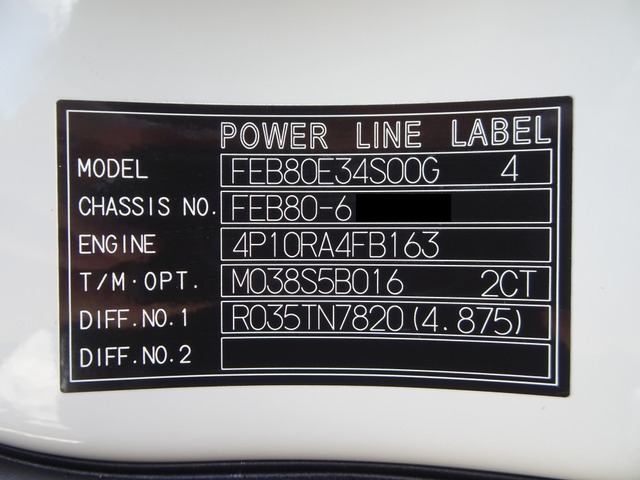 POWER LINE LABEL
MODEL FEB80E34S00G 4
CHASSIS NO. FEB80-6
ENGINE 4P10RA4FB163
T/M·OPT. M038S5B016 2CT
DIFF.NO.1 R035TN7820(4.875)
DIFF.NO.2